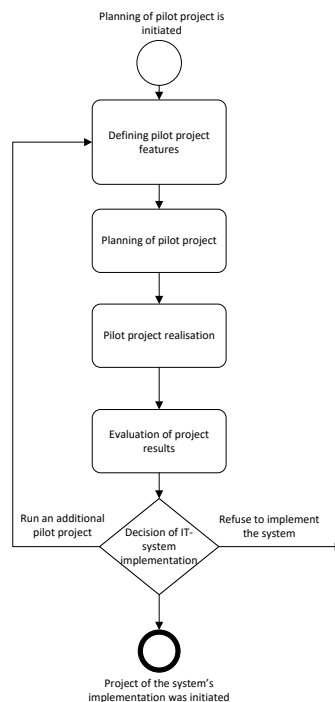 Planning of pilot project is
initiated
Defining pilot project
features
Planning of pilot project
Pilot project realisation
Evaluation of project
results
Run an additional
pilot project
Decision of IT-
system
implementation
Refuse to implement
the system
Project of the system's
implementation was initiated